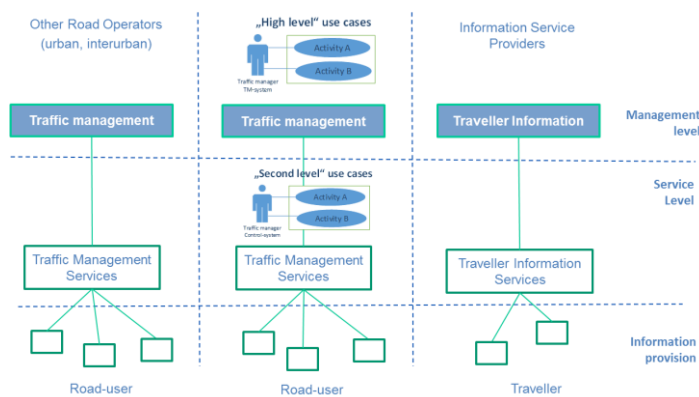 Other Road Operators
(urban, interurban)
„High level“ use cases
Activity A
Activity B
Traffic manager
TM-system
Information Service
Providers
Traffic management
Traffic management
Traveller Information
Management
level
„Second level“ use cases
Activity A
Activity B
Traffic manager
Control-system
Service
Level
Traffic Management
Services
Traffic Management
Services
Traveller Information
Services
Information
provision
Road-user
Road-user
Traveller